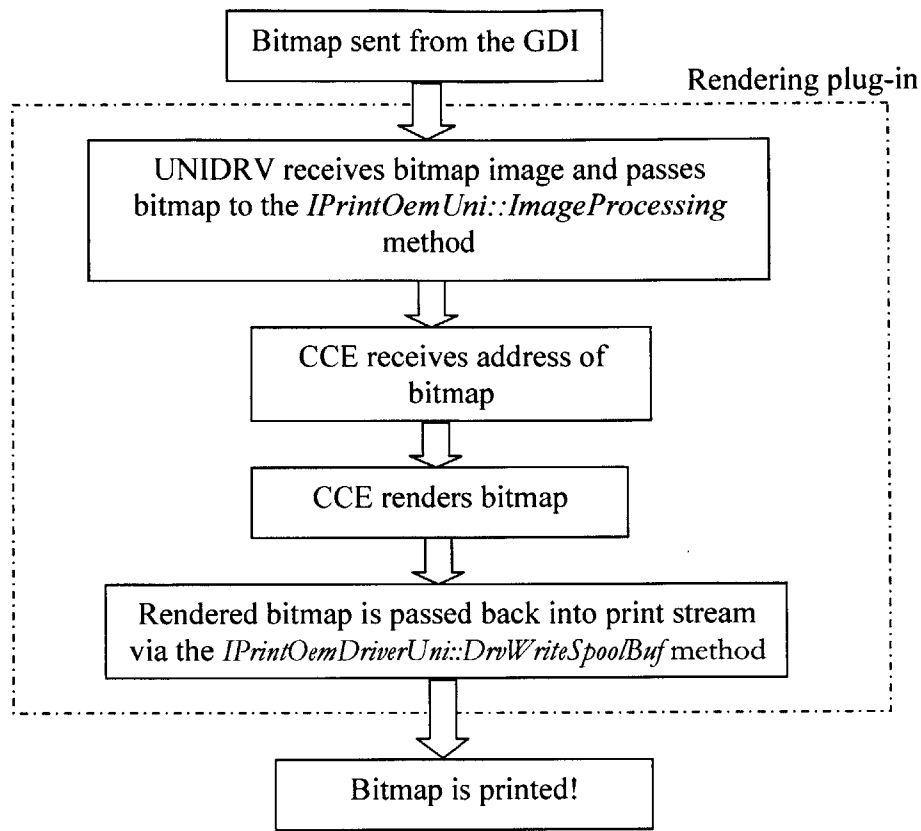 Bitmap sent from the GDI
Rendering plug-in
UNIDRV receives bitmap image and passes
bitmap to the IPrintOemUni::ImageProcessing
method
CCE receives address of
bitmap
CCE renders bitmap
Rendered bitmap is passed back into print stream
via the IPrintOemDriverUni::DrvWriteSpoolBuf method
Bitmap is printed!